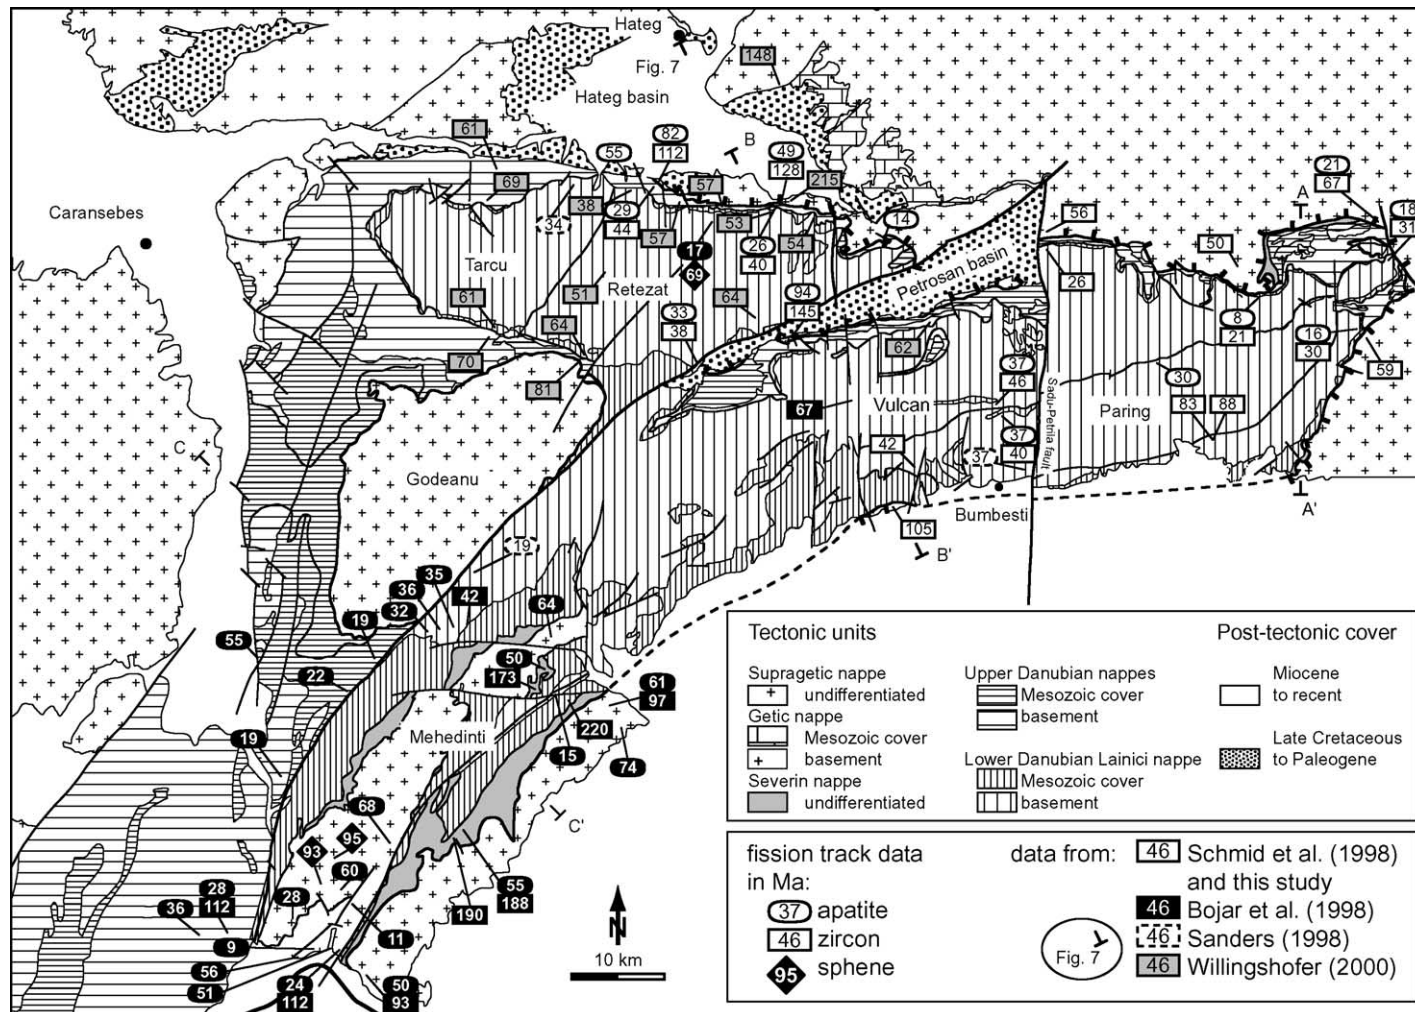 Hateg
Fig. 7
148
Hateg basin
61
82
112
B
55
49
128
21
67
A
69
57
215
18
31
Caransebes
38
29
44
34
57
53
54
14
56
50
17
69
26
40
Tarcu
Petrosan basin
26
61
51
Retezat
64
94
145
33
38
8
21
16
30
64
62
70
37
46
59
81
30
67
Vulcan
Sadu-Petrila fault
Paring
83
88
C
42
37
40
37
Godeanu
105
Bumbesti
A'
B'
19
35
36
42
32
64
19
55
50
173
61
97
22
220
Mehedinti
19
15
74
68
C'
95
93
60
28
55
188
28
112
36
190
11
9
56
51
24
112
50
93
N
10 km
Tectonic units
Post-tectonic cover
Supragetic nappe
undifferentiated
Getic nappe
Mesozoic cover
basement
Severin nappe
undifferentiated
Upper Danubian nappes
Mesozoic cover
basement
Lower Danubian Lainici nappe
Mesozoic cover
basement
Miocene
to recent
Late Cretaceous
to Paleogene
fission track data
in Ma:
37 apatite
46 zircon
95 sphene
data from:
46 Schmid et al. (1998)
and this study
46 Bojar et al. (1998)
46 Sanders (1998)
46 Willingshofer (2000)
Fig. 7